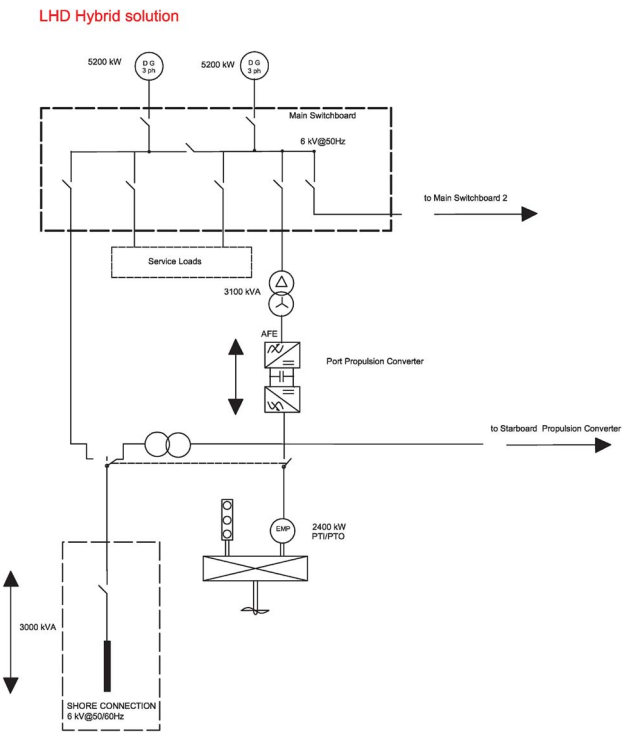 LHD Hybrid solution
5200 kW
D G
3 ph
5200 kW
D G
3 ph
Main Switchboard
6 kV@50Hz
to Main Switchboard 2
Service Loads
3100 kVA
AFE
Port Propulsion Converter
to Starboard Propulsion Converter
EMP
2400 kW
PTI/PTO
3000 kVA
SHORE CONNECTION
6 kV@50/60Hz